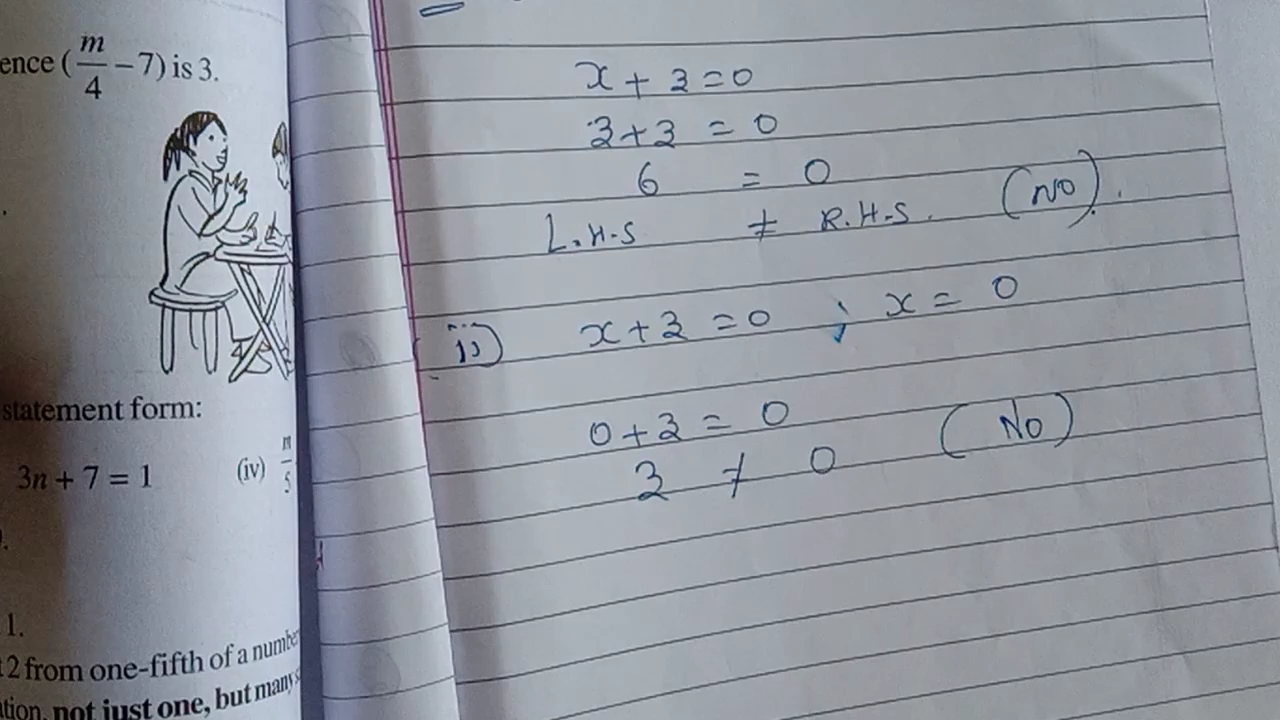 ence (m/4 − 7) is 3.
statement form:
3n + 7 = 1 (iv) m/5
1.
12 from one-fifth of a number
ation, not just one, but many s
x + 3 = 0
3 + 3 = 0
6 = 0
L.H.S ≠ R.H.S. (No).
ii) x + 3 = 0 ; x = 0
0 + 3 = 0 (No)
3 ≠ 0